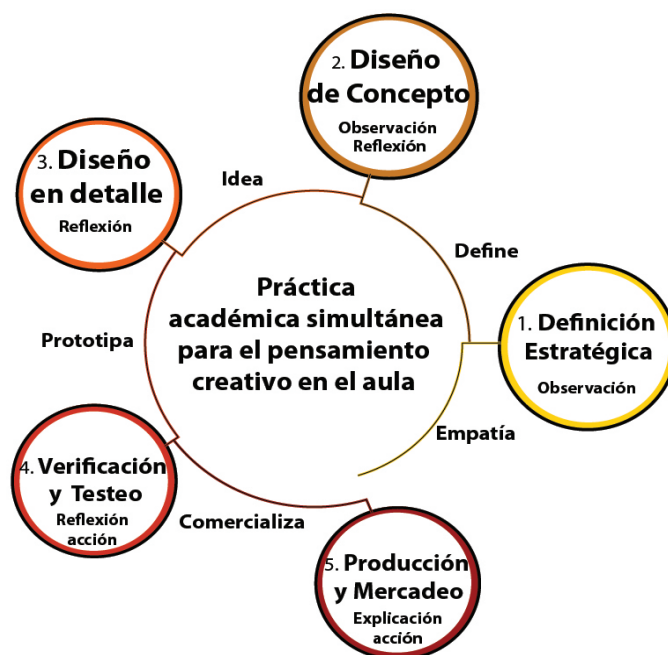 2. Diseño
de Concepto
Observación
Reflexión
3. Diseño
en detalle
Reflexión
Idea
Define
Práctica
académica simultánea
para el pensamiento
creativo en el aula
1. Definición
Estratégica
Observación
Prototipa
Empatía
4. Verificación
y Testeo
Reflexión
acción
Comercializa
5. Producción
y Mercadeo
Explicación
acción